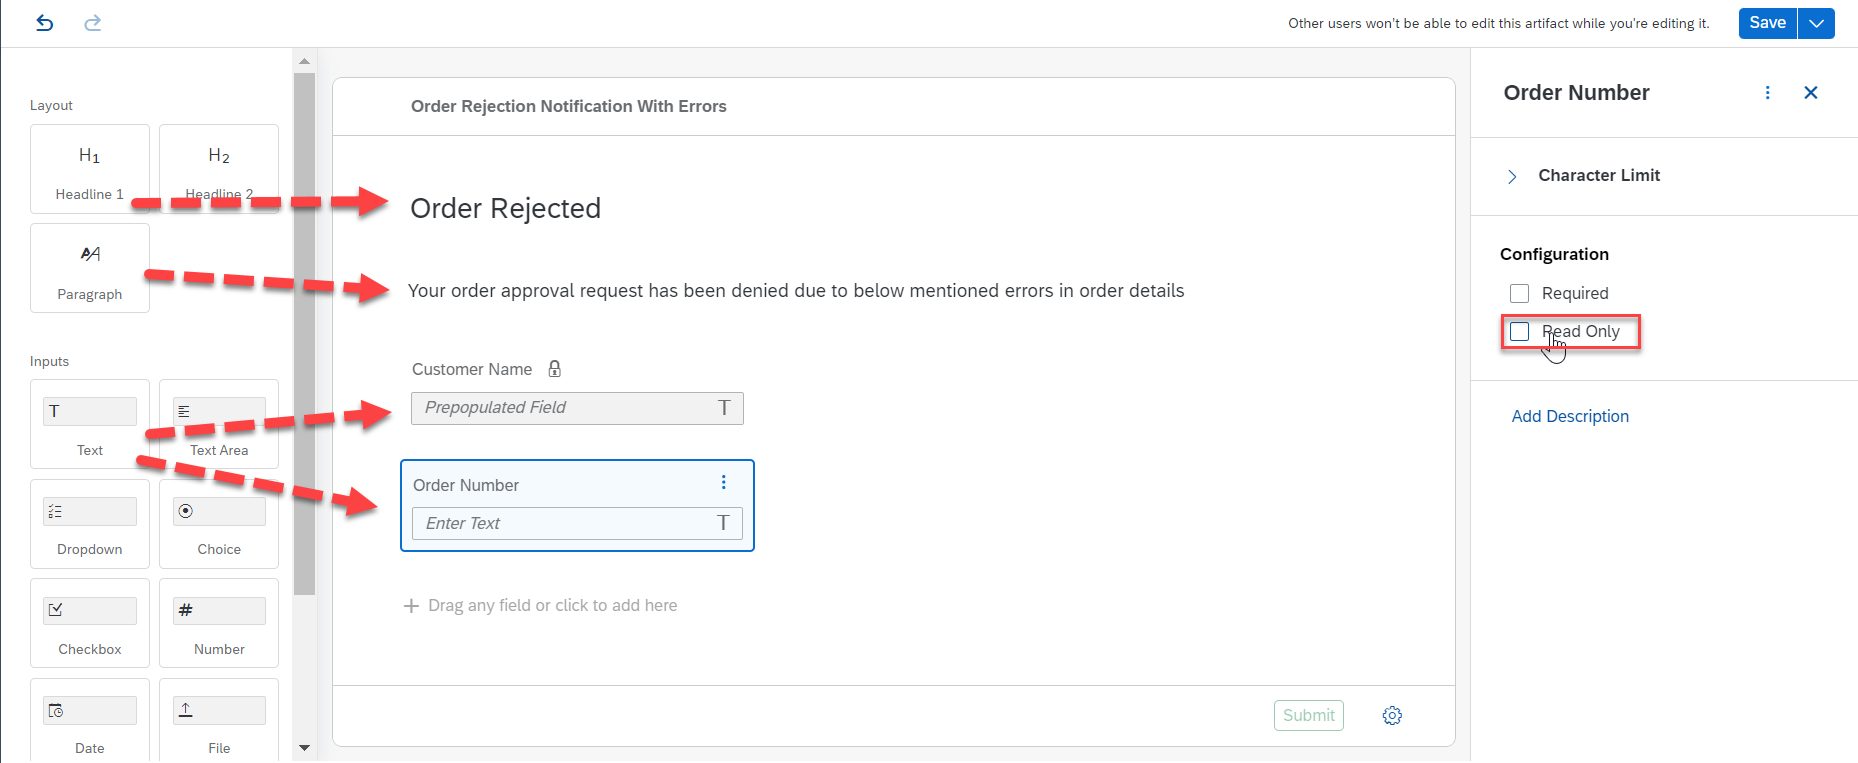 Other users won't be able to edit this artifact while you're editing it.
Save
Layout
H1
Headline 1
H2
Headline 2
AA
Paragraph
Inputs
T
Text
Text Area
Dropdown
Choice
Checkbox
#
Number
Date
File
Order Rejection Notification With Errors
Order Rejected
Your order approval request has been denied due to below mentioned errors in order details
Customer Name
Prepopulated Field T
Order Number
Enter Text T
+ Drag any field or click to add here
Submit
Order Number
Character Limit
Configuration
Required
Read Only
Add Description